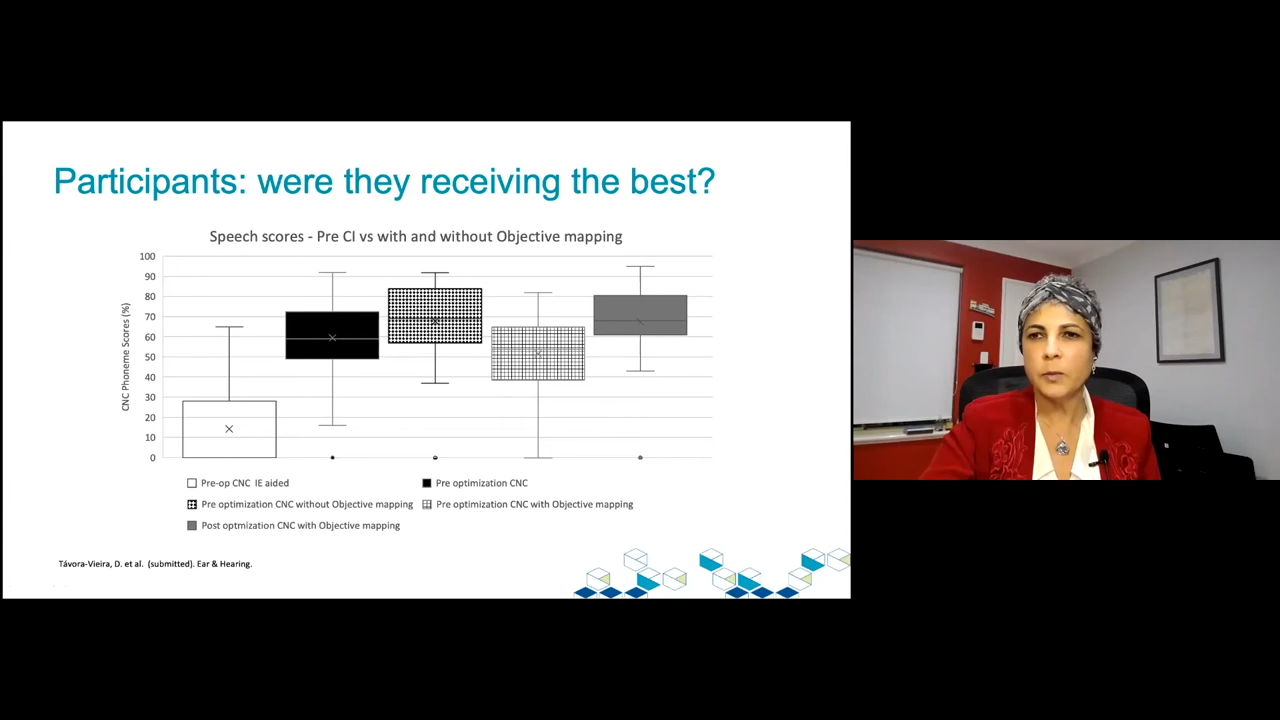 Participants: were they receiving the best?
Speech scores - Pre CI vs with and without Objective mapping
CNC Phoneme Scores (%)
100
90
80
70
60
50
40
30
20
10
0
Pre-op CNC IE aided
Pre optimization CNC
Pre optimization CNC without Objective mapping
Pre optimization CNC with Objective mapping
Post optmization CNC with Objective mapping
Távora-Vieira, D. et al. (submitted). Ear & Hearing.